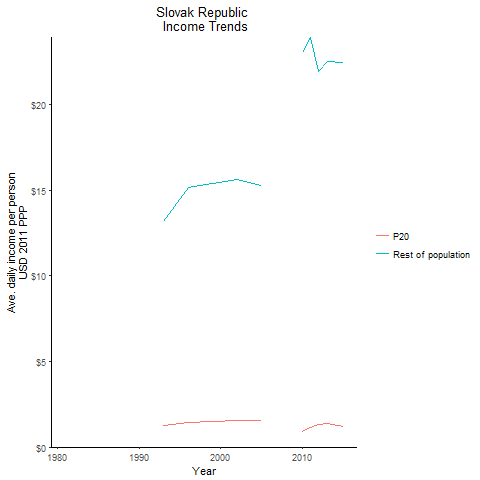 Slovak Republic
Income Trends
Ave. daily income per person
USD 2011 PPP
$20
$15
$10
$5
$0
1980
1990
2000
2010
Year
P20
Rest of population